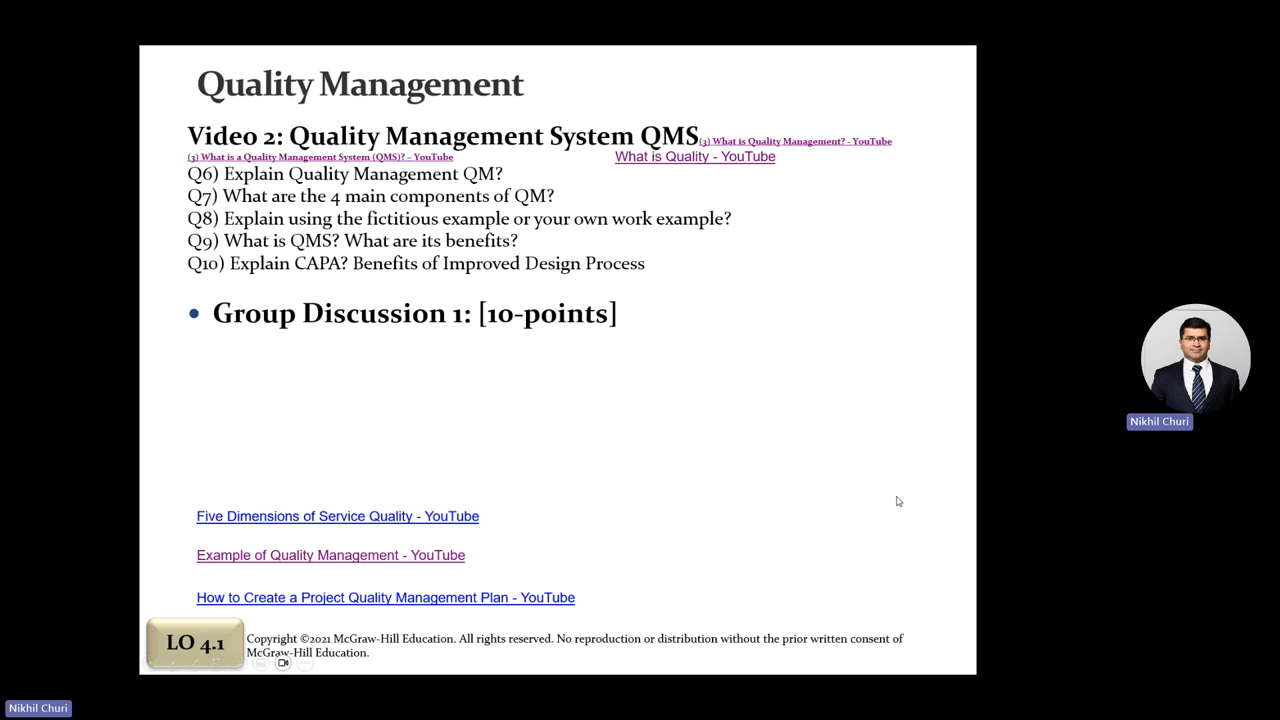 Quality Management
Video 2: Quality Management System QMS(3) What is Quality Management? - YouTube
(3) What is a Quality Management System (QMS)? – YouTube What is Quality - YouTube
Q6) Explain Quality Management QM?
Q7) What are the 4 main components of QM?
Q8) Explain using the fictitious example or your own work example?
Q9) What is QMS? What are its benefits?
Q10) Explain CAPA? Benefits of Improved Design Process
• Group Discussion 1: [10-points]
Five Dimensions of Service Quality - YouTube
Example of Quality Management - YouTube
How to Create a Project Quality Management Plan - YouTube
LO 4.1
Copyright ©2021 McGraw-Hill Education. All rights reserved. No reproduction or distribution without the prior written consent of
McGraw-Hill Education.
Nikhil Churi
Nikhil Churi